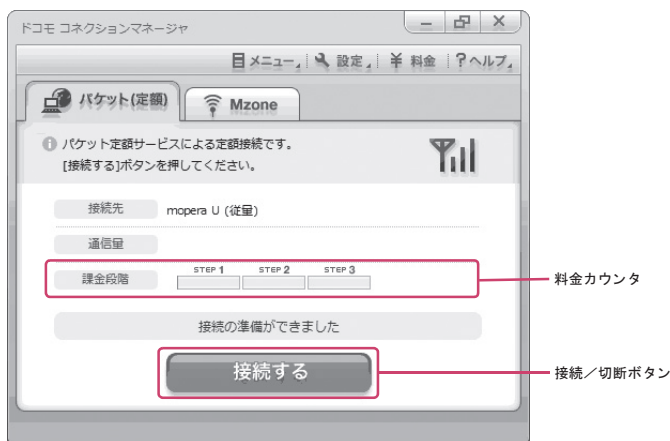 ドコモ コネクションマネージャ
メニュー 設定 ¥ 料金 ? ヘルプ
パケット(定額) Mzone
パケット定額サービスによる定額接続です。
[接続する]ボタンを押してください。
接続先 mopera U (従量)
通信量
STEP 1 STEP 2 STEP 3
課金段階
料金カウンタ
接続の準備ができました
接続する
接続／切断ボタン